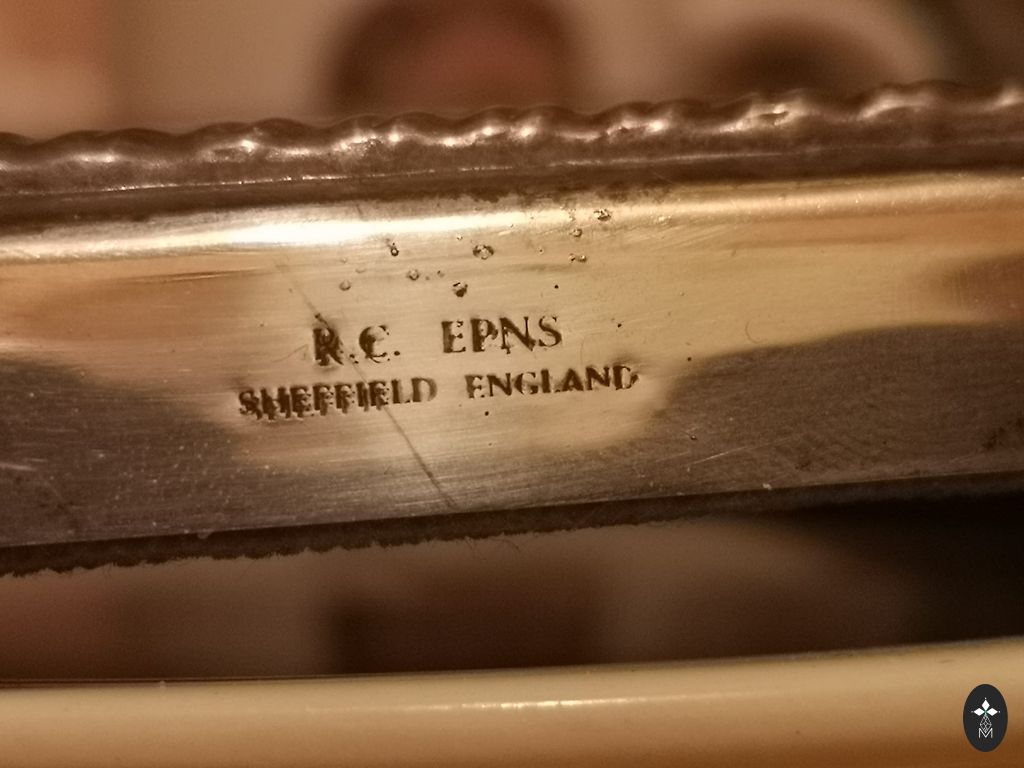 R.C. EPNS
SHEFFIELD ENGLAND
M